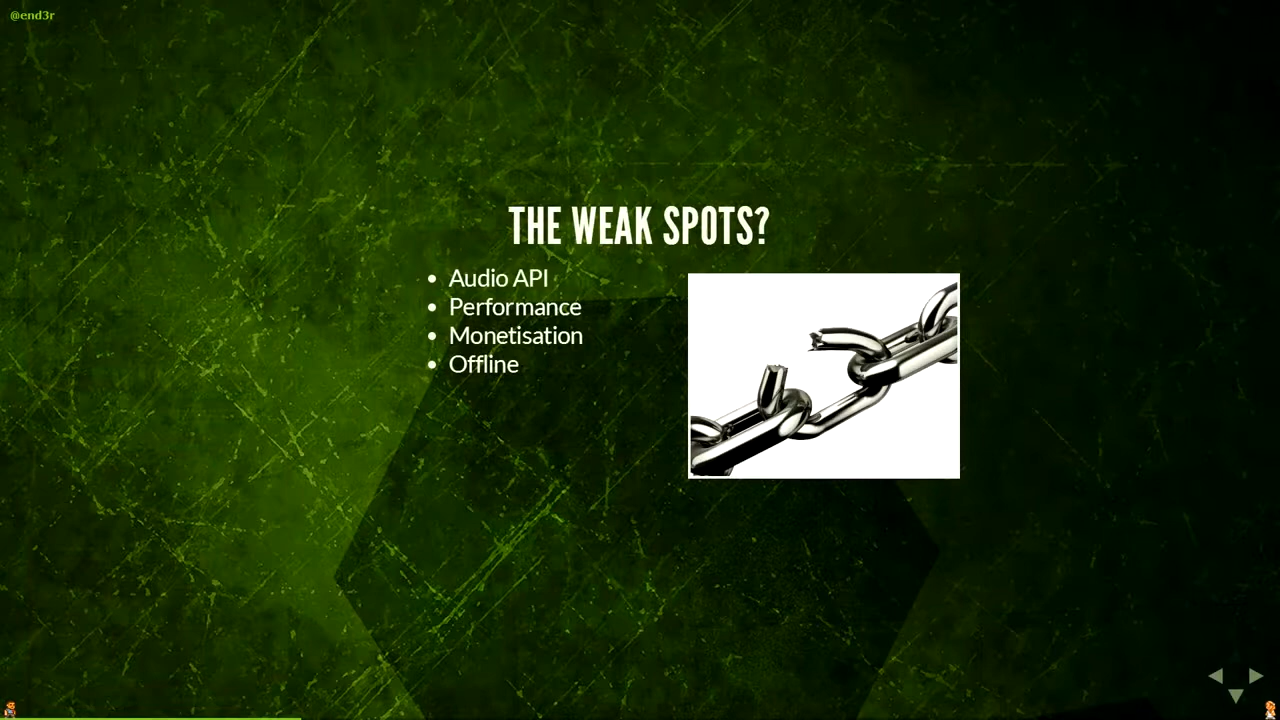 @end3r
THE WEAK SPOTS?
Audio API
Performance
Monetisation
Offline